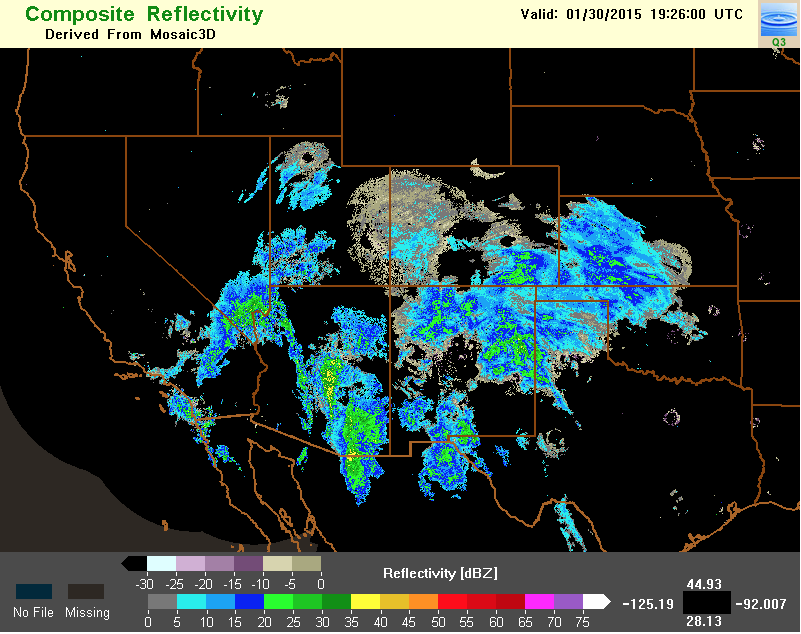 Composite Reflectivity
Derived From Mosaic3D
Valid: 01/30/2015 19:26:00 UTC
Q3
-30 -25 -20 -15 -10 -5 0
Reflectivity [dBZ]
No File Missing
0 5 10 15 20 25 30 35 40 45 50 55 60 65 70 75
44.93
-125.19 -92.007
28.13